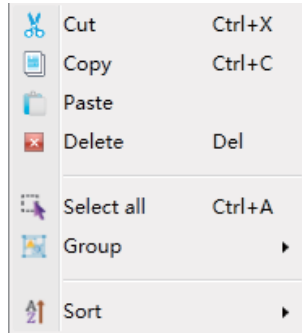 Cut Ctrl+X
Copy Ctrl+C
Paste
Delete Del
Select all Ctrl+A
Group
Sort